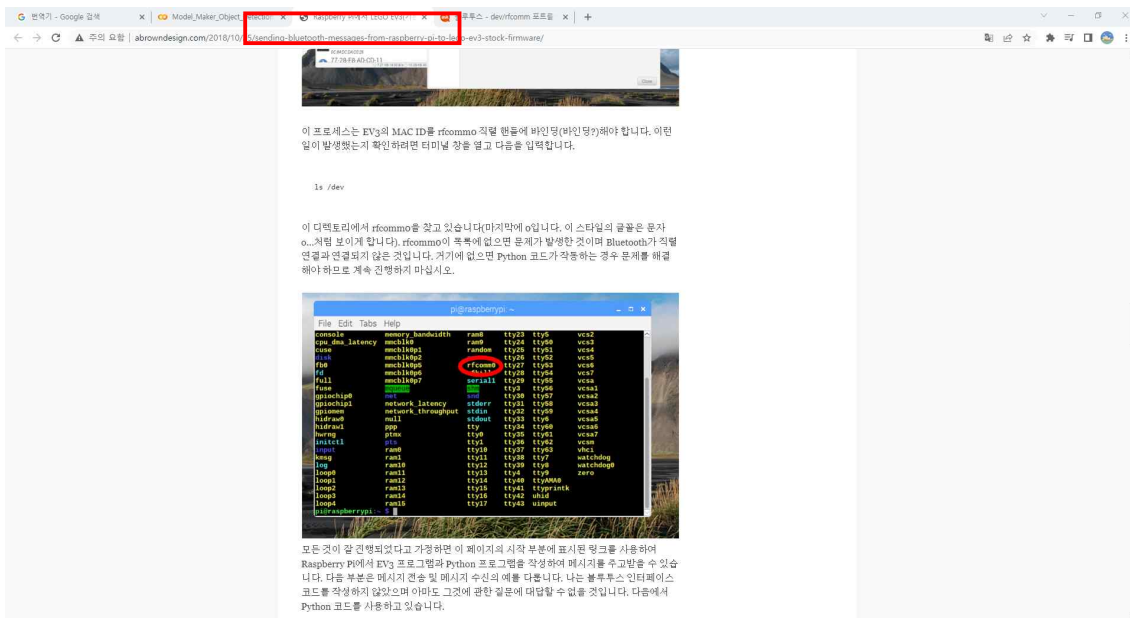 번역기 - Google 검색
Model_Maker_Object_Detection
Raspberry Pi에서 LEGO EV3(
- dev/rfcomm 포트를
주의 요함 | abrowndesign.com/2018/10/05/sending-bluetooth-messages-from-raspberry-pi-to-lego-ev3-stock-firmware/
77-28-FB-AD-CD-11
Close
이 프로세스는 EV3의 MAC ID를 rfcomm0 직렬 핸들에 바인딩(바인딩?)해야 합니다. 이런
일이 발생했는지 확인하려면 터미널 창을 열고 다음을 입력합니다.
ls /dev
이 디렉토리에서 rfcomm0을 찾고 있습니다(마지막에 0입니다. 이 스타일의 글꼴은 문자
o...처럼 보이게 합니다). rfcomm0이 목록에 없으면 문제가 발생한 것이며 Bluetooth가 직렬
연결과 연결되지 않은 것입니다. 거기에 없으면 Python 코드가 작동하는 경우 문제를 해결
해야 하므로 계속 진행하지 마십시오.
pi@raspberrypi: ~
File Edit Tabs Help
console memory_bandwidth ram8 tty23 tty5 vcs2
cpu_dma_latency mmcblk0 ram9 tty24 tty50 vcs3
cuse mmcblk0p1 random tty25 tty51 vcs4
disk mmcblk0p2 tty26 tty52 vcs5
fb0 mmcblk0p5 rfcomm0 tty27 tty53 vcs6
fd mmcblk0p6 rfkill tty28 tty54 vcs7
full mmcblk0p7 serial1 tty29 tty55 vcsa
fuse mqueue shm tty3 tty56 vcsa1
gpiochip0 net snd tty30 tty57 vcsa2
gpiochip1 network_latency stderr tty31 tty58 vcsa3
gpiomem network_throughput stdin tty32 tty59 vcsa4
hidraw0 null stdout tty33 tty6 vcsa5
hidraw1 ppp tty tty34 tty60 vcsa6
hwrng ptmx tty0 tty35 tty61 vcsa7
initctl pts tty1 tty36 tty62 vcsm
input ram0 tty10 tty37 tty63 vhci
kmsg ram1 tty11 tty38 tty7 watchdog
log ram10 tty12 tty39 tty8 watchdog0
loop0 ram11 tty13 tty4 tty9 zero
loop1 ram12 tty14 tty40 ttyAMA0
loop2 ram13 tty15 tty41 ttyprintk
loop3 ram14 tty16 tty42 uhid
loop4 ram15 tty17 tty43 uinput
pi@raspberrypi:~ $
모든 것이 잘 진행되었다고 가정하면 이 페이지의 시작 부분에 표시된 링크를 사용하여
Raspberry Pi에서 EV3 프로그램과 Python 프로그램을 작성하여 메시지를 주고받을 수 있습
니다. 다음 부분은 메시지 전송 및 메시지 수신의 예를 다룹니다. 나는 블루투스 인터페이스
코드를 작성하지 않았으며 아마도 그것에 관한 질문에 대답할 수 없을 것입니다. 다음에서
Python 코드를 사용하고 있습니다.